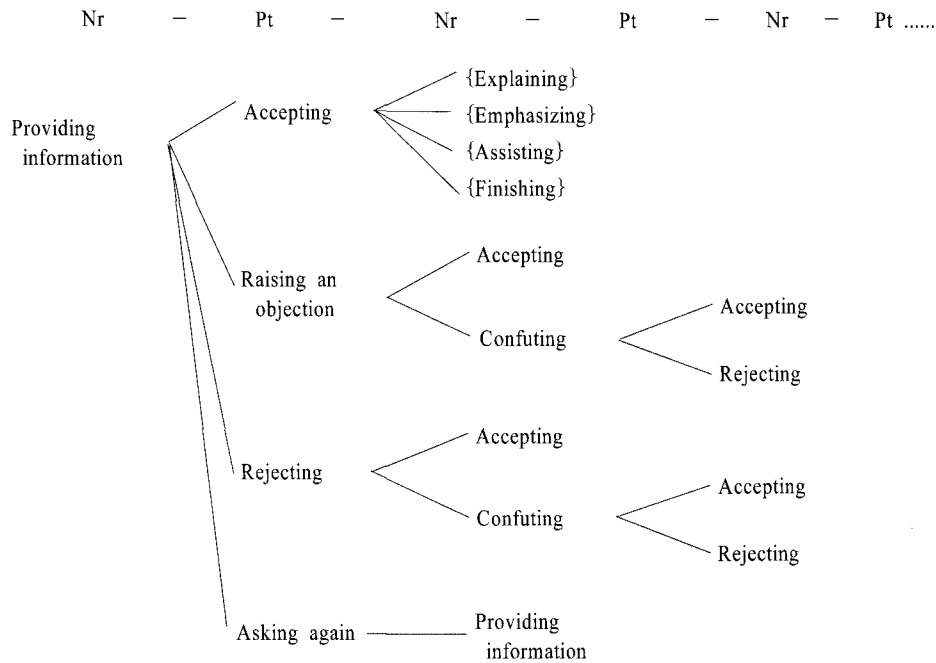 Nr – Pt – Nr – Pt – Nr – Pt ......
{Explaining}
Accepting
{Emphasizing}
Providing
information
{Assisting}
{Finishing}
Accepting
Raising an
objection
Accepting
Confuting
Rejecting
Accepting
Rejecting
Accepting
Confuting
Rejecting
Providing
Asking again
information